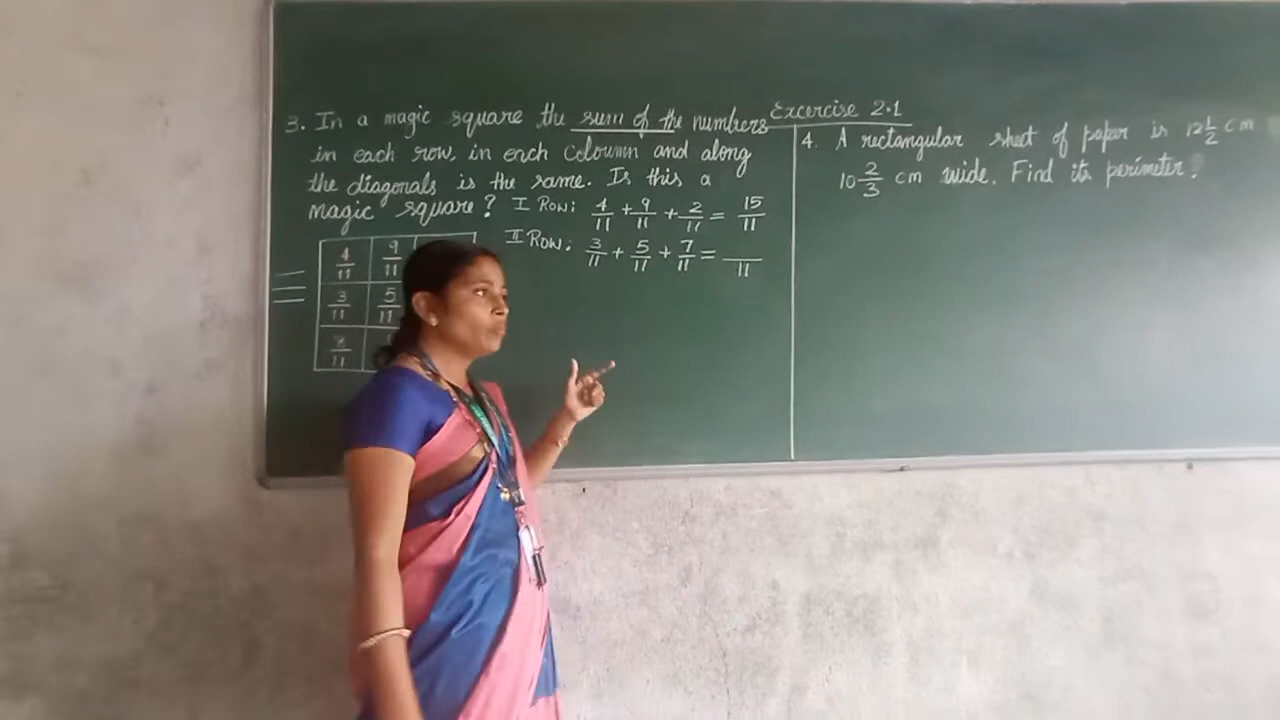 Excercise 2.1
3. In a magic square the sum of the numbers
in each row, in each coloumn and along
the diagonals is the same. Is this a
magic square?
I Row: 4/11 + 9/11 + 2/11 = 15/11
II Row: 3/11 + 5/11 + 7/11 = __/11
4/11 9/11
3/11 5/11
8/11
4. A rectangular sheet of paper is 12 1/2 cm
10 2/3 cm wide. Find its perimeter?